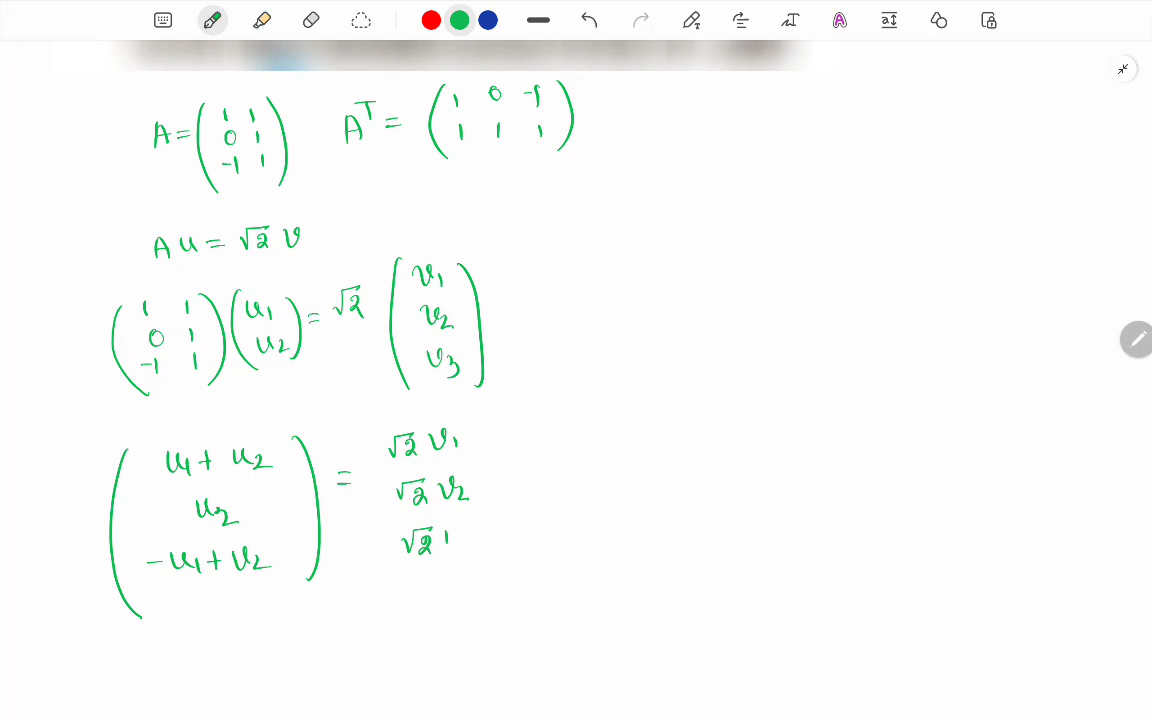 A = ( 1 1 ; 0 1 ; -1 1 )  A^T = ( 1 0 -1 ; 1 1 1 )
A u = √2 v
( 1 1 ; 0 1 ; -1 1 ) ( u1 ; u2 ) = √2 ( v1 ; v2 ; v3 )
u1 + u2 = √2 v1
u2 = √2 v2
-u1 + u2 = √2